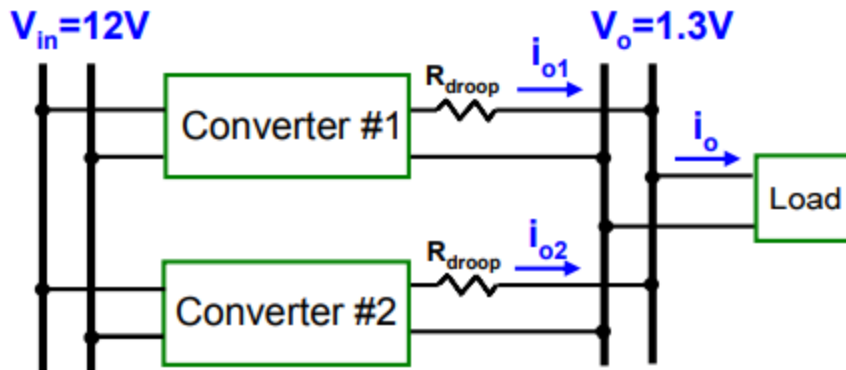 Vin=12V
Vo=1.3V
Rdroop
io1
Converter #1
io
Load
Rdroop
io2
Converter #2